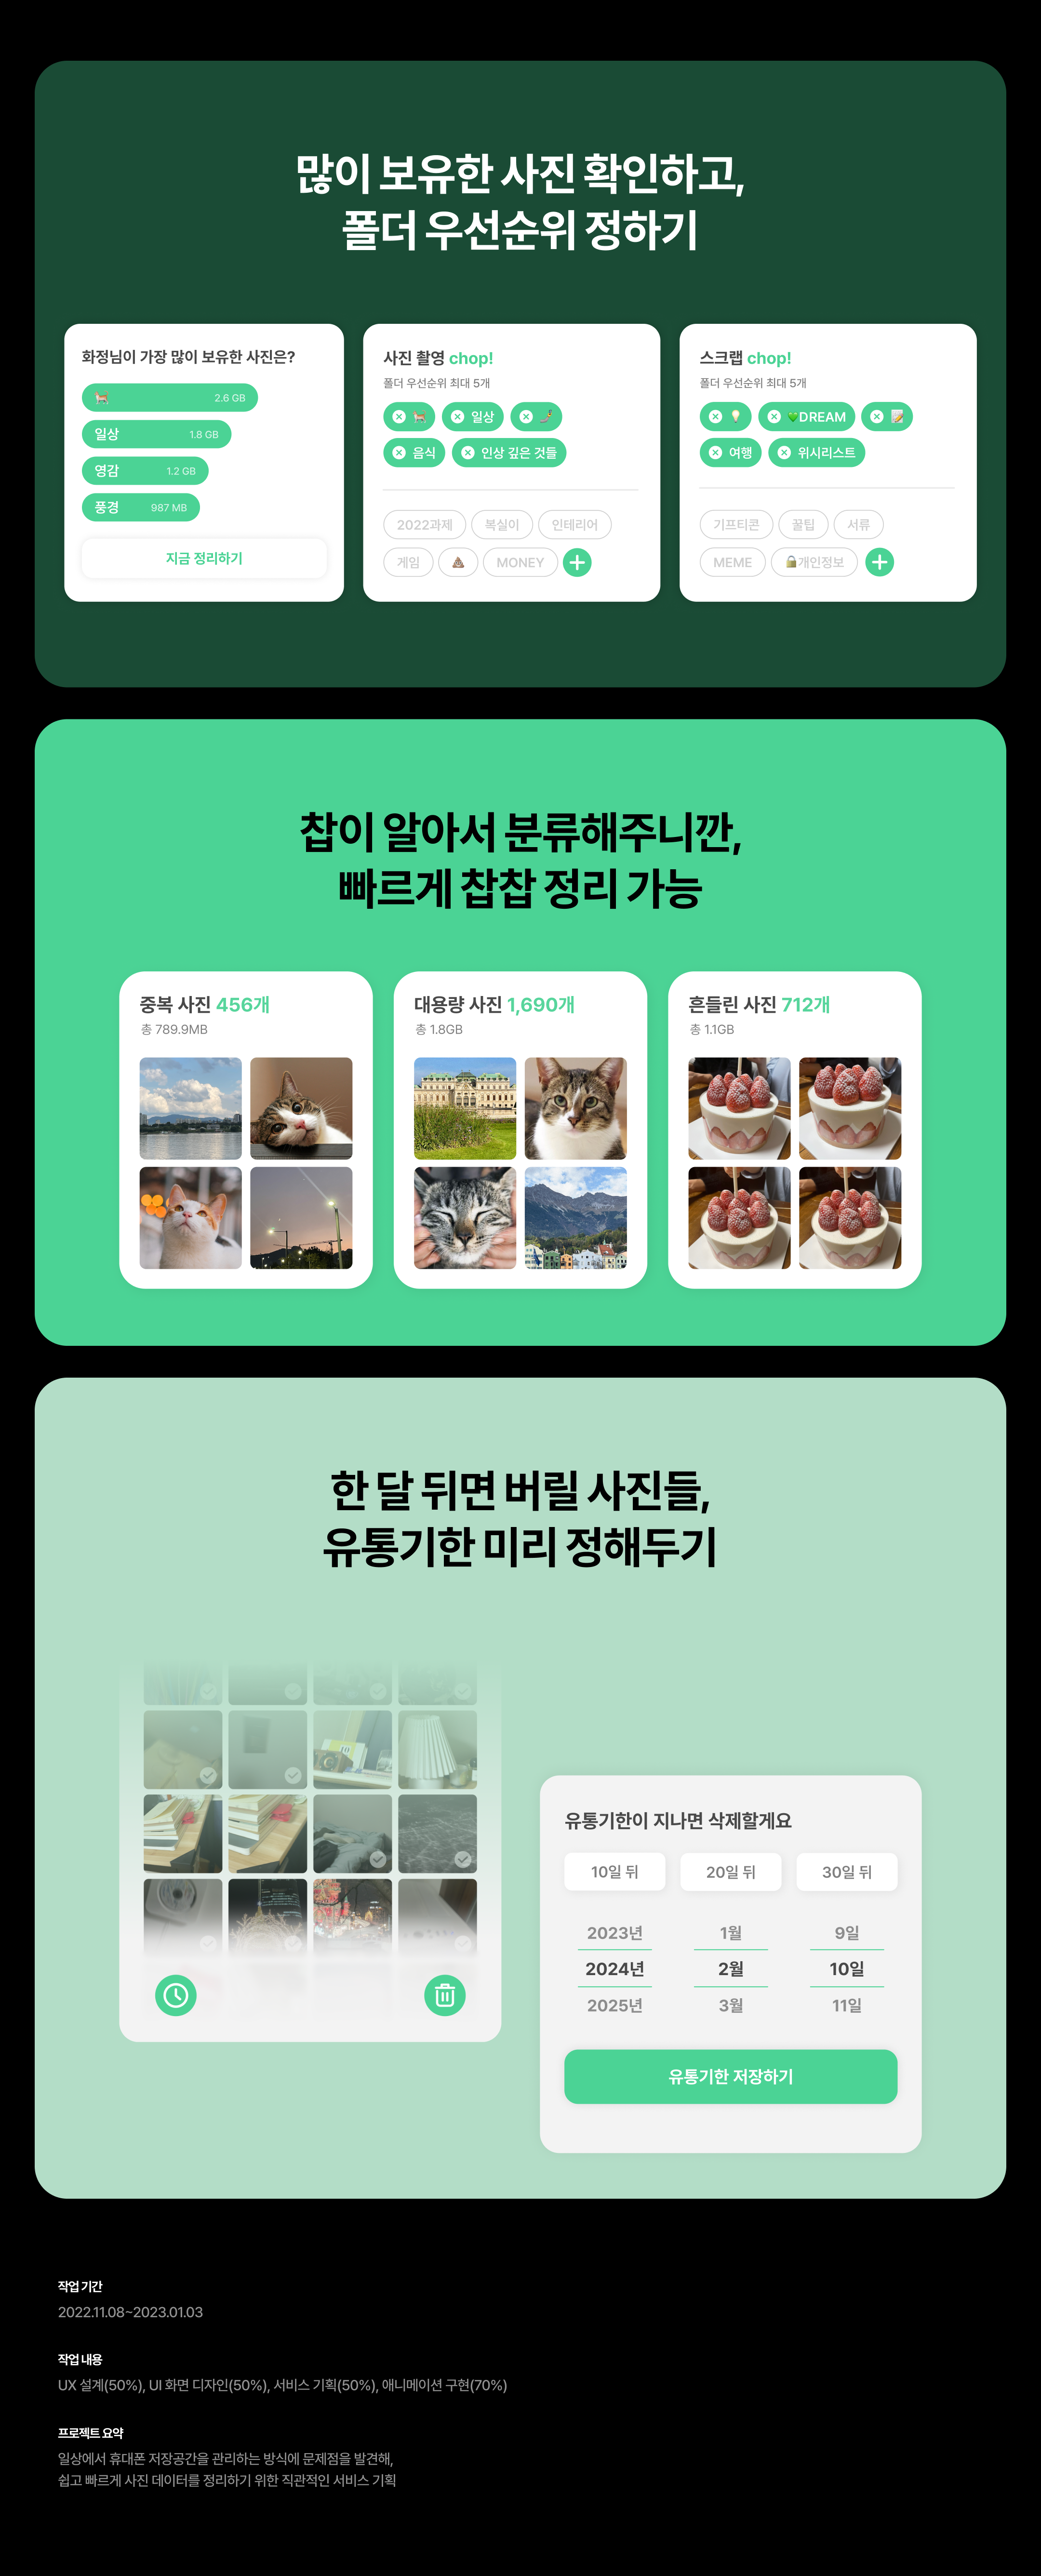 많이 보유한 사진 확인하고,
폴더 우선순위 정하기
화정님이 가장 많이 보유한 사진은?
🐈 2.6 GB
일상 1.8 GB
영감 1.2 GB
풍경 987 MB
지금 정리하기
사진 촬영 chop!
폴더 우선순위 최대 5개
🐈 일상 🤳
음식 인상 깊은 것들
2022과제 복실이 인테리어
게임 💩 MONEY
스크랩 chop!
폴더 우선순위 최대 5개
💡 💚DREAM 📝
여행 위시리스트
기프티콘 꿀팁 서류
MEME 🔒개인정보
찹이 알아서 분류해주니깐,
빠르게 찹찹 정리 가능
중복 사진 456개
총 789.9MB
대용량 사진 1,690개
총 1.8GB
흔들린 사진 712개
총 1.1GB
한 달 뒤면 버릴 사진들,
유통기한 미리 정해두기
유통기한이 지나면 삭제할게요
10일 뒤 20일 뒤 30일 뒤
2023년 1월 9일
2024년 2월 10일
2025년 3월 11일
유통기한 저장하기
작업 기간
2022.11.08~2023.01.03
작업 내용
UX 설계(50%), UI 화면 디자인(50%), 서비스 기획(50%), 애니메이션 구현(70%)
프로젝트 요약
일상에서 휴대폰 저장공간을 관리하는 방식에 문제점을 발견해,
쉽고 빠르게 사진 데이터를 정리하기 위한 직관적인 서비스 기획